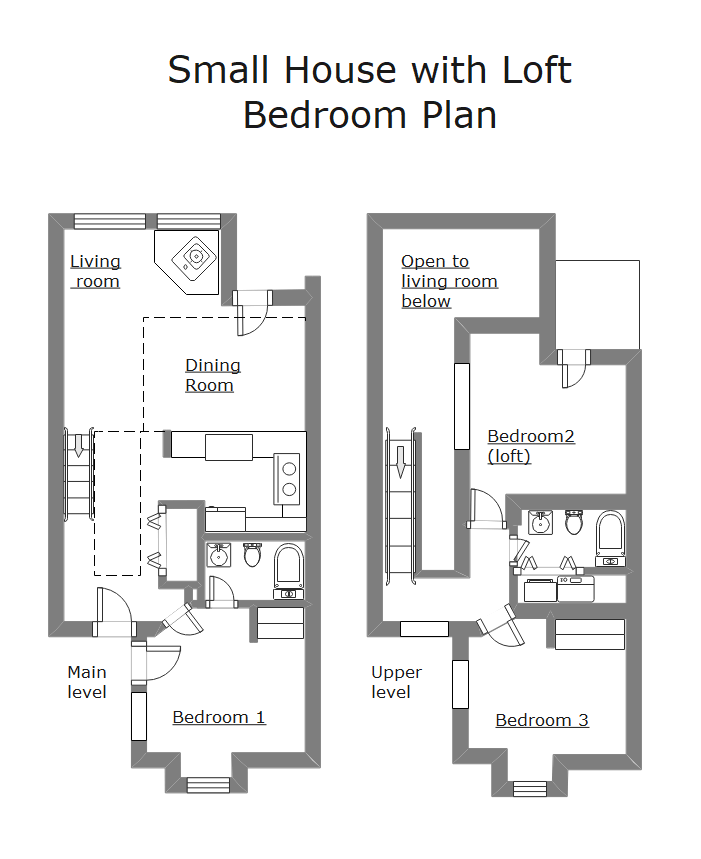 Small House with Loft
Bedroom Plan
Living
room
Dining
Room
Main
level
Bedroom 1
Open to
living room
below
Bedroom2
(loft)
Upper
level
Bedroom 3